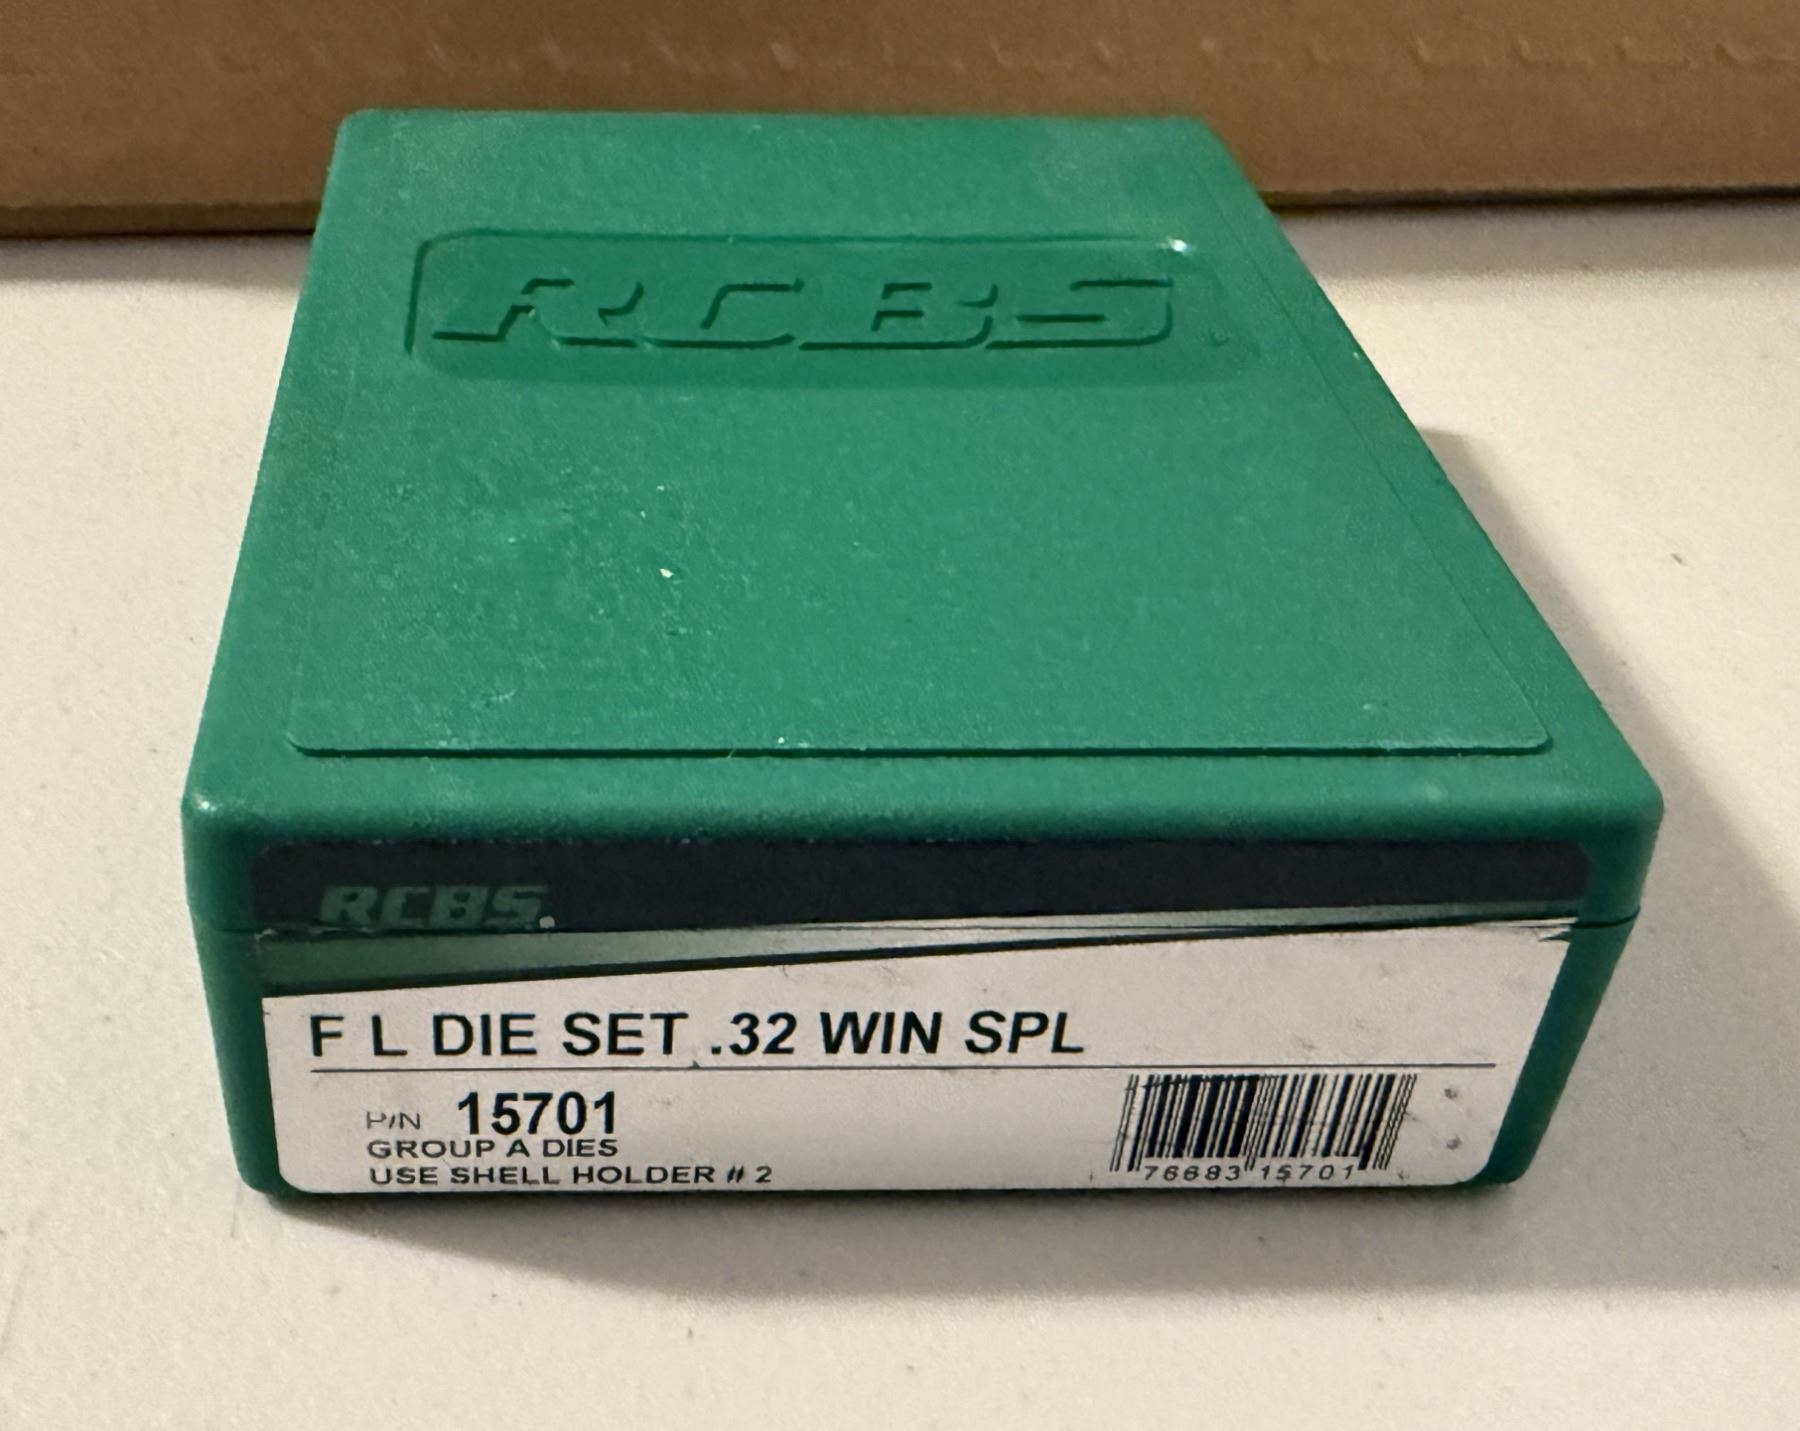 RCBS
RCBS
F L DIE SET .32 WIN SPL
P/N 15701
GROUP A DIES
USE SHELL HOLDER # 2
76683 15701